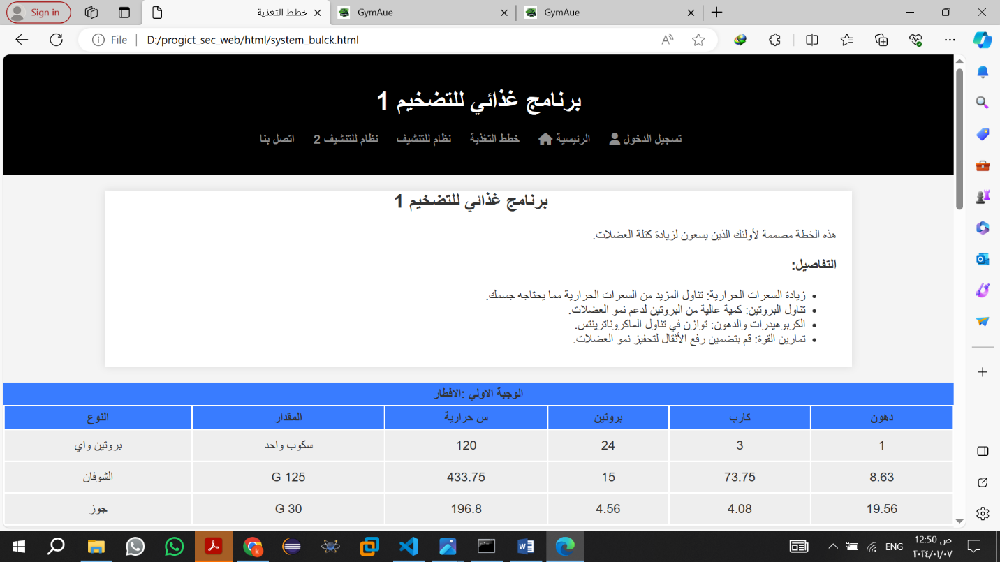 Sign in
خطط التغذية
GymAue
GymAue
File
D:/progict_sec_web/html/system_bulck.html
برنامج غذائي للتضخيم 1
تسجيل الدخول
الرئيسية
خطط التغذية
نظام للتنشيف
نظام للتنشيف 2
اتصل بنا
برنامج غذائي للتضخيم 1
هذه الخطة مصممة لأولئك الذين يسعون لزيادة كتلة العضلات.
التفاصيل:
• زيادة السعرات الحرارية: تناول المزيد من السعرات الحرارية مما يحتاجه جسمك.
• تناول البروتين: كمية عالية من البروتين لدعم نمو العضلات.
• الكربوهيدرات والدهون: توازن في تناول الماكروناترينتس.
• تمارين القوة: قم بتضمين رفع الأثقال لتحفيز نمو العضلات.
الوجبة الاولي :الافطار
النوع المقدار س حرارية بروتين كارب دهون
بروتين واي سكوب واحد 120 24 3 1
الشوفان 125 G 433.75 15 73.75 8.63
جوز 30 G 196.8 4.56 4.08 19.56
ENG
12:50 ص
٢٠٢٤/٠١/٠٧